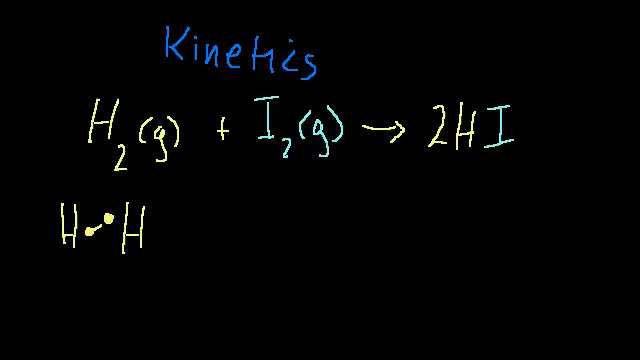 Kinetics
H₂(g) + I₂(g) → 2HI
H H